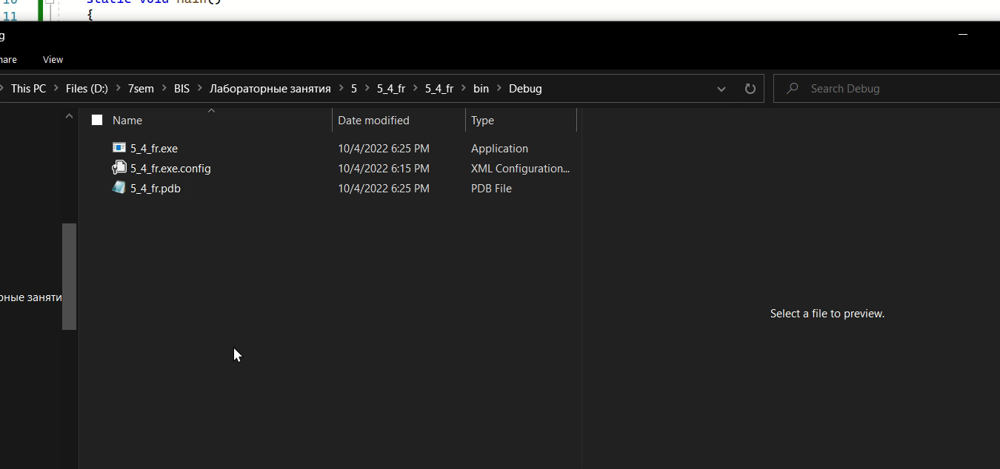 static void Main()
11 {
View
This PC > Files (D:) > 7sem > BIS > Лабораторные занятия > 5 > 5_4_fr > 5_4_fr > bin > Debug
Search Debug
Name Date modified Type
5_4_fr.exe 10/4/2022 6:25 PM Application
5_4_fr.exe.config 10/4/2022 6:15 PM XML Configuration...
5_4_fr.pdb 10/4/2022 6:25 PM PDB File
рные заняти
Select a file to preview.